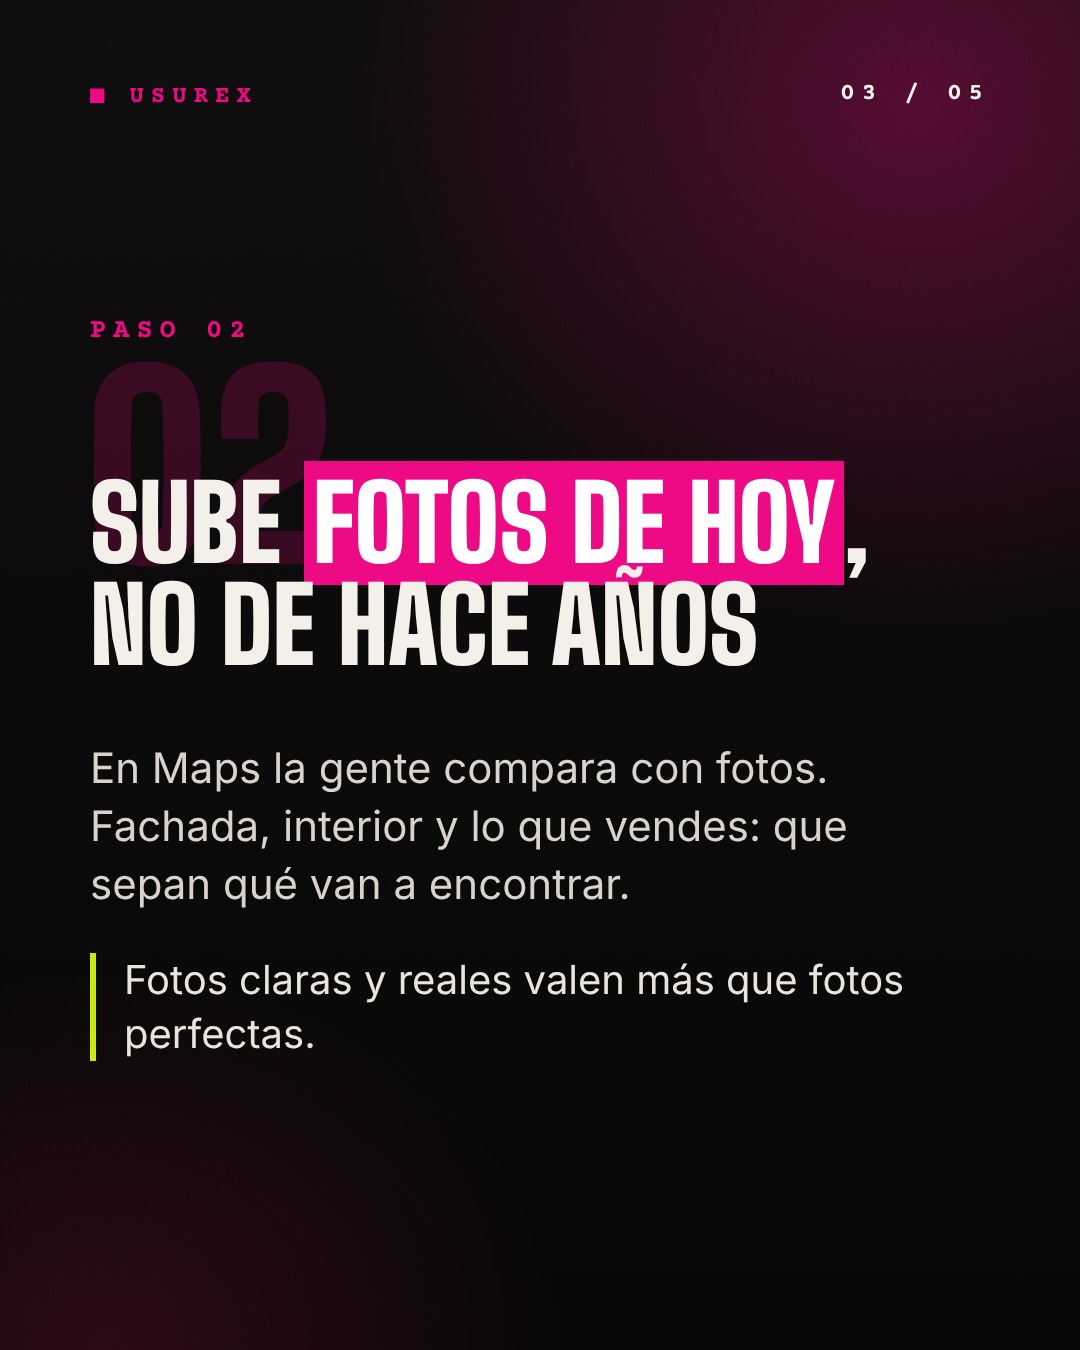 USUREX
03 / 05
PASO 02
02
SUBE FOTOS DE HOY,
NO DE HACE AÑOS
En Maps la gente compara con fotos.
Fachada, interior y lo que vendes: que
sepan qué van a encontrar.
Fotos claras y reales valen más que fotos
perfectas.